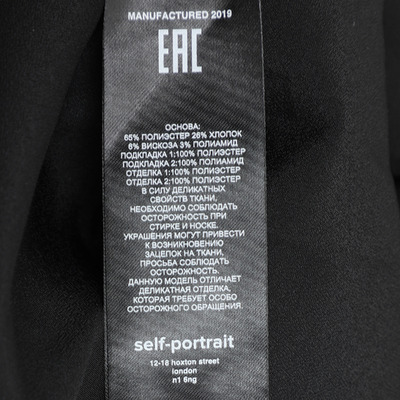 MANUFACTURED 2019
EAC
ОСНОВА:
65% ПОЛИЭСТЕР 26% ХЛОПОК
6% ВИСКОЗА 3% ПОЛИАМИД
ПОДКЛАДКА 1:100% ПОЛИЭСТЕР
ПОДКЛАДКА 2:100% ПОЛИАМИД
ОТДЕЛКА 1:100% ПОЛИЭСТЕР
ОТДЕЛКА 2:100% ПОЛИЭСТЕР
В СИЛУ ДЕЛИКАТНЫХ
СВОЙСТВ ТКАНИ,
НЕОБХОДИМО СОБЛЮДАТЬ
ОСТОРОЖНОСТЬ ПРИ
СТИРКЕ И НОСКЕ.
УКРАШЕНИЯ МОГУТ ПРИВЕСТИ
К ВОЗНИКНОВЕНИЮ
ЗАЦЕПОК НА ТКАНИ,
ПРОСЬБА СОБЛЮДАТЬ
ОСТОРОЖНОСТЬ.
ДАННУЮ МОДЕЛЬ ОТЛИЧАЕТ
ДЕЛИКАТНАЯ ОТДЕЛКА,
КОТОРАЯ ТРЕБУЕТ ОСОБО
ОСТОРОЖНОГО ОБРАЩЕНИЯ.
self-portrait
12-18 hoxton street
london
n1 6ng